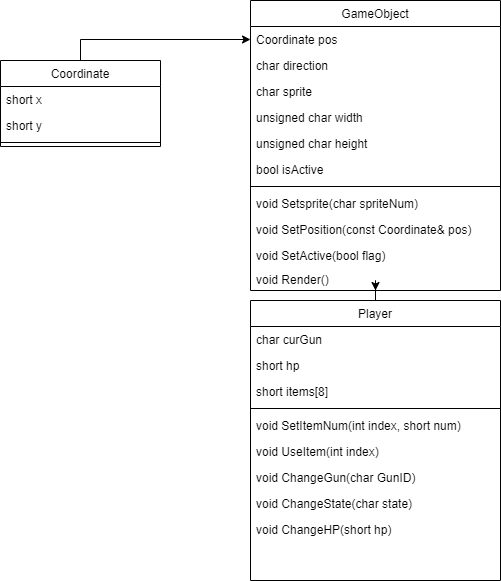 GameObject
Coordinate pos
char direction
char sprite
unsigned char width
unsigned char height
bool isActive
void Setsprite(char spriteNum)
void SetPosition(const Coordinate& pos)
void SetActive(bool flag)
void Render()
Coordinate
short x
short y
Player
char curGun
short hp
short items[8]
void SetItemNum(int index, short num)
void UseItem(int index)
void ChangeGun(char GunID)
void ChangeState(char state)
void ChangeHP(short hp)